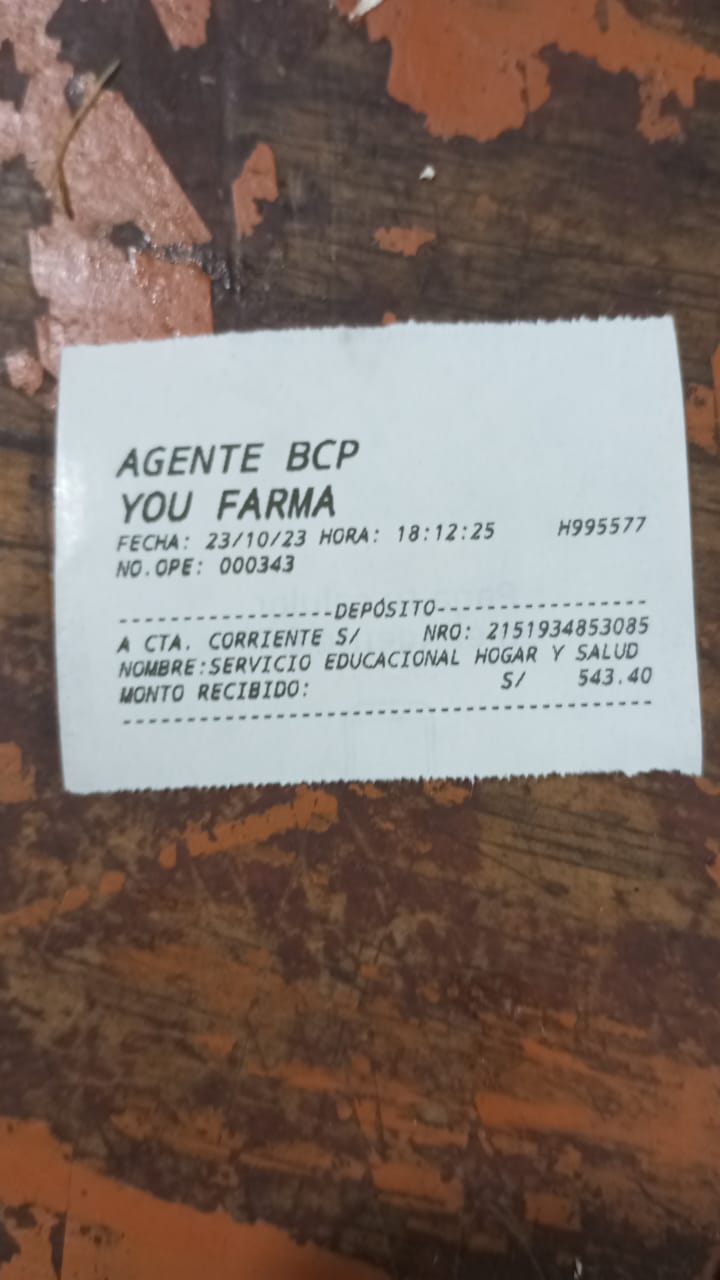 AGENTE BCP
YOU FARMA
FECHA: 23/10/23 HORA: 18:12:25 H995577
NO.OPE: 000343
-----------------DEPÓSITO-----------------
A CTA. CORRIENTE S/ NRO: 2151934853085
NOMBRE:SERVICIO EDUCACIONAL HOGAR Y SALUD
MONTO RECIBIDO: S/ 543.40
------------------------------------------